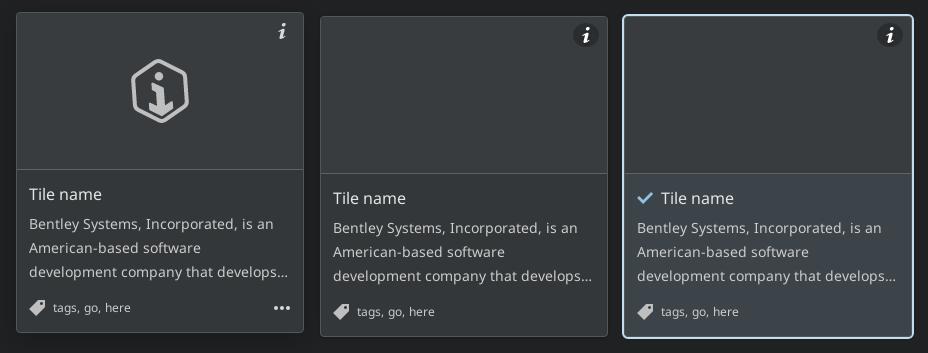 Tile name
Bentley Systems, Incorporated, is an
American-based software
development company that develops...
tags, go, here
Tile name
Bentley Systems, Incorporated, is an
American-based software
development company that develops...
tags, go, here
Tile name
Bentley Systems, Incorporated, is an
American-based software
development company that develops...
tags, go, here